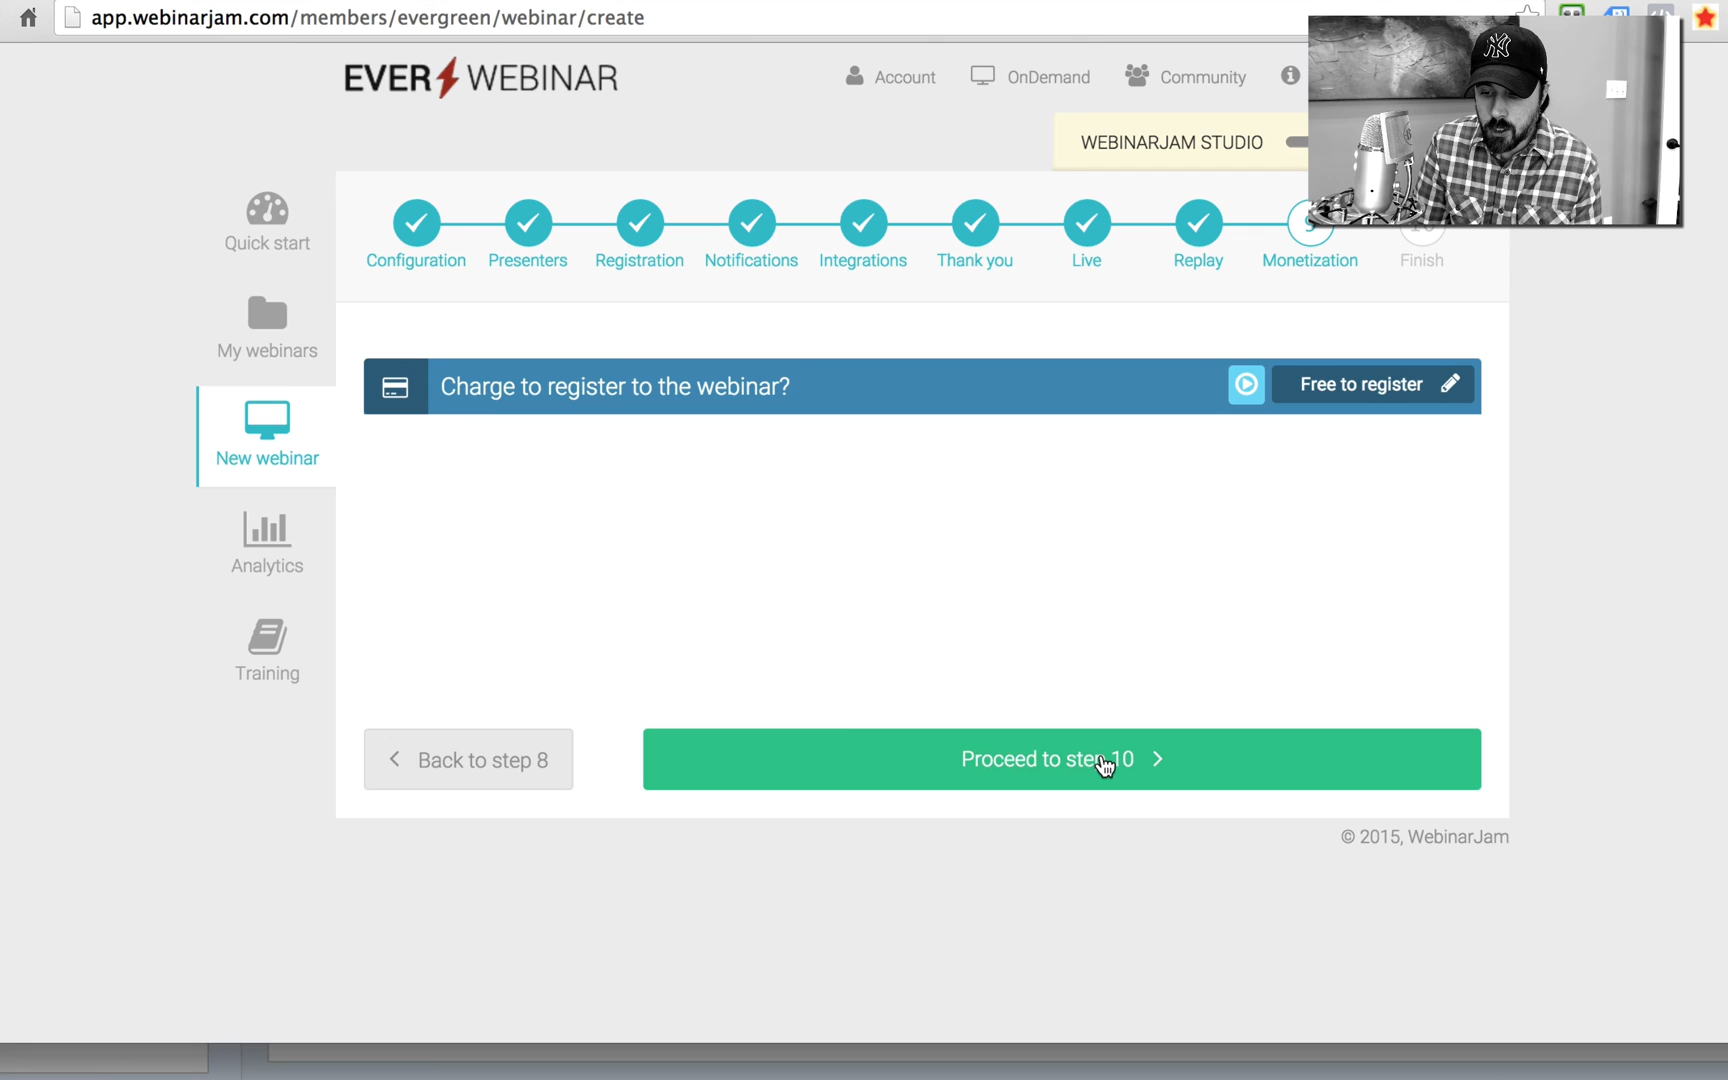 app.webinarjam.com/members/evergreen/webinar/create
EVER WEBINAR
Account
OnDemand
Community
WEBINARJAM STUDIO
Quick start
My webinars
New webinar
Analytics
Training
Configuration
Presenters
Registration
Notifications
Integrations
Thank you
Live
Replay
Monetization
Finish
Charge to register to the webinar?
Free to register
Back to step 8
Proceed to step 10
© 2015, WebinarJam